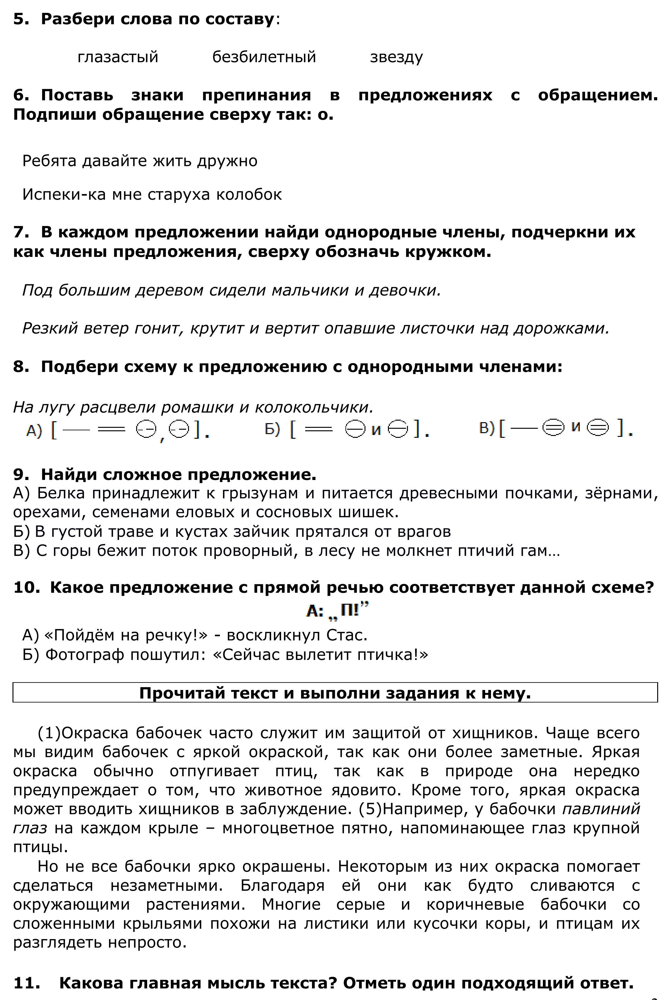 5. Разбери слова по составу:
глазастый безбилетный звезду
6. Поставь знаки препинания в предложениях с обращением.
Подпиши обращение сверху так: о.
Ребята давайте жить дружно
Испеки-ка мне старуха колобок
7. В каждом предложении найди однородные члены, подчеркни их
как члены предложения, сверху обозначь кружком.
Под большим деревом сидели мальчики и девочки.
Резкий ветер гонит, крутит и вертит опавшие листочки над дорожками.
8. Подбери схему к предложению с однородными членами:
На лугу расцвели ромашки и колокольчики.
А) [ , ]. Б) [ и ]. В) [ и ].
9. Найди сложное предложение.
А) Белка принадлежит к грызунам и питается древесными почками, зёрнами,
орехами, семенами еловых и сосновых шишек.
Б) В густой траве и кустах зайчик прятался от врагов
В) С горы бежит поток проворный, в лесу не молкнет птичий гам…
10. Какое предложение с прямой речью соответствует данной схеме?
А: „П!”
А) «Пойдём на речку!» - воскликнул Стас.
Б) Фотограф пошутил: «Сейчас вылетит птичка!»
Прочитай текст и выполни задания к нему.
(1)Окраска бабочек часто служит им защитой от хищников. Чаще всего
мы видим бабочек с яркой окраской, так как они более заметные. Яркая
окраска обычно отпугивает птиц, так как в природе она нередко
предупреждает о том, что животное ядовито. Кроме того, яркая окраска
может вводить хищников в заблуждение. (5)Например, у бабочки павлиний
глаз на каждом крыле – многоцветное пятно, напоминающее глаз крупной
птицы.
Но не все бабочки ярко окрашены. Некоторым из них окраска помогает
сделаться незаметными. Благодаря ей они как будто сливаются с
окружающими растениями. Многие серые и коричневые бабочки со
сложенными крыльями похожи на листики или кусочки коры, и птицам их
разглядеть непросто.
11. Какова главная мысль текста? Отметь один подходящий ответ.